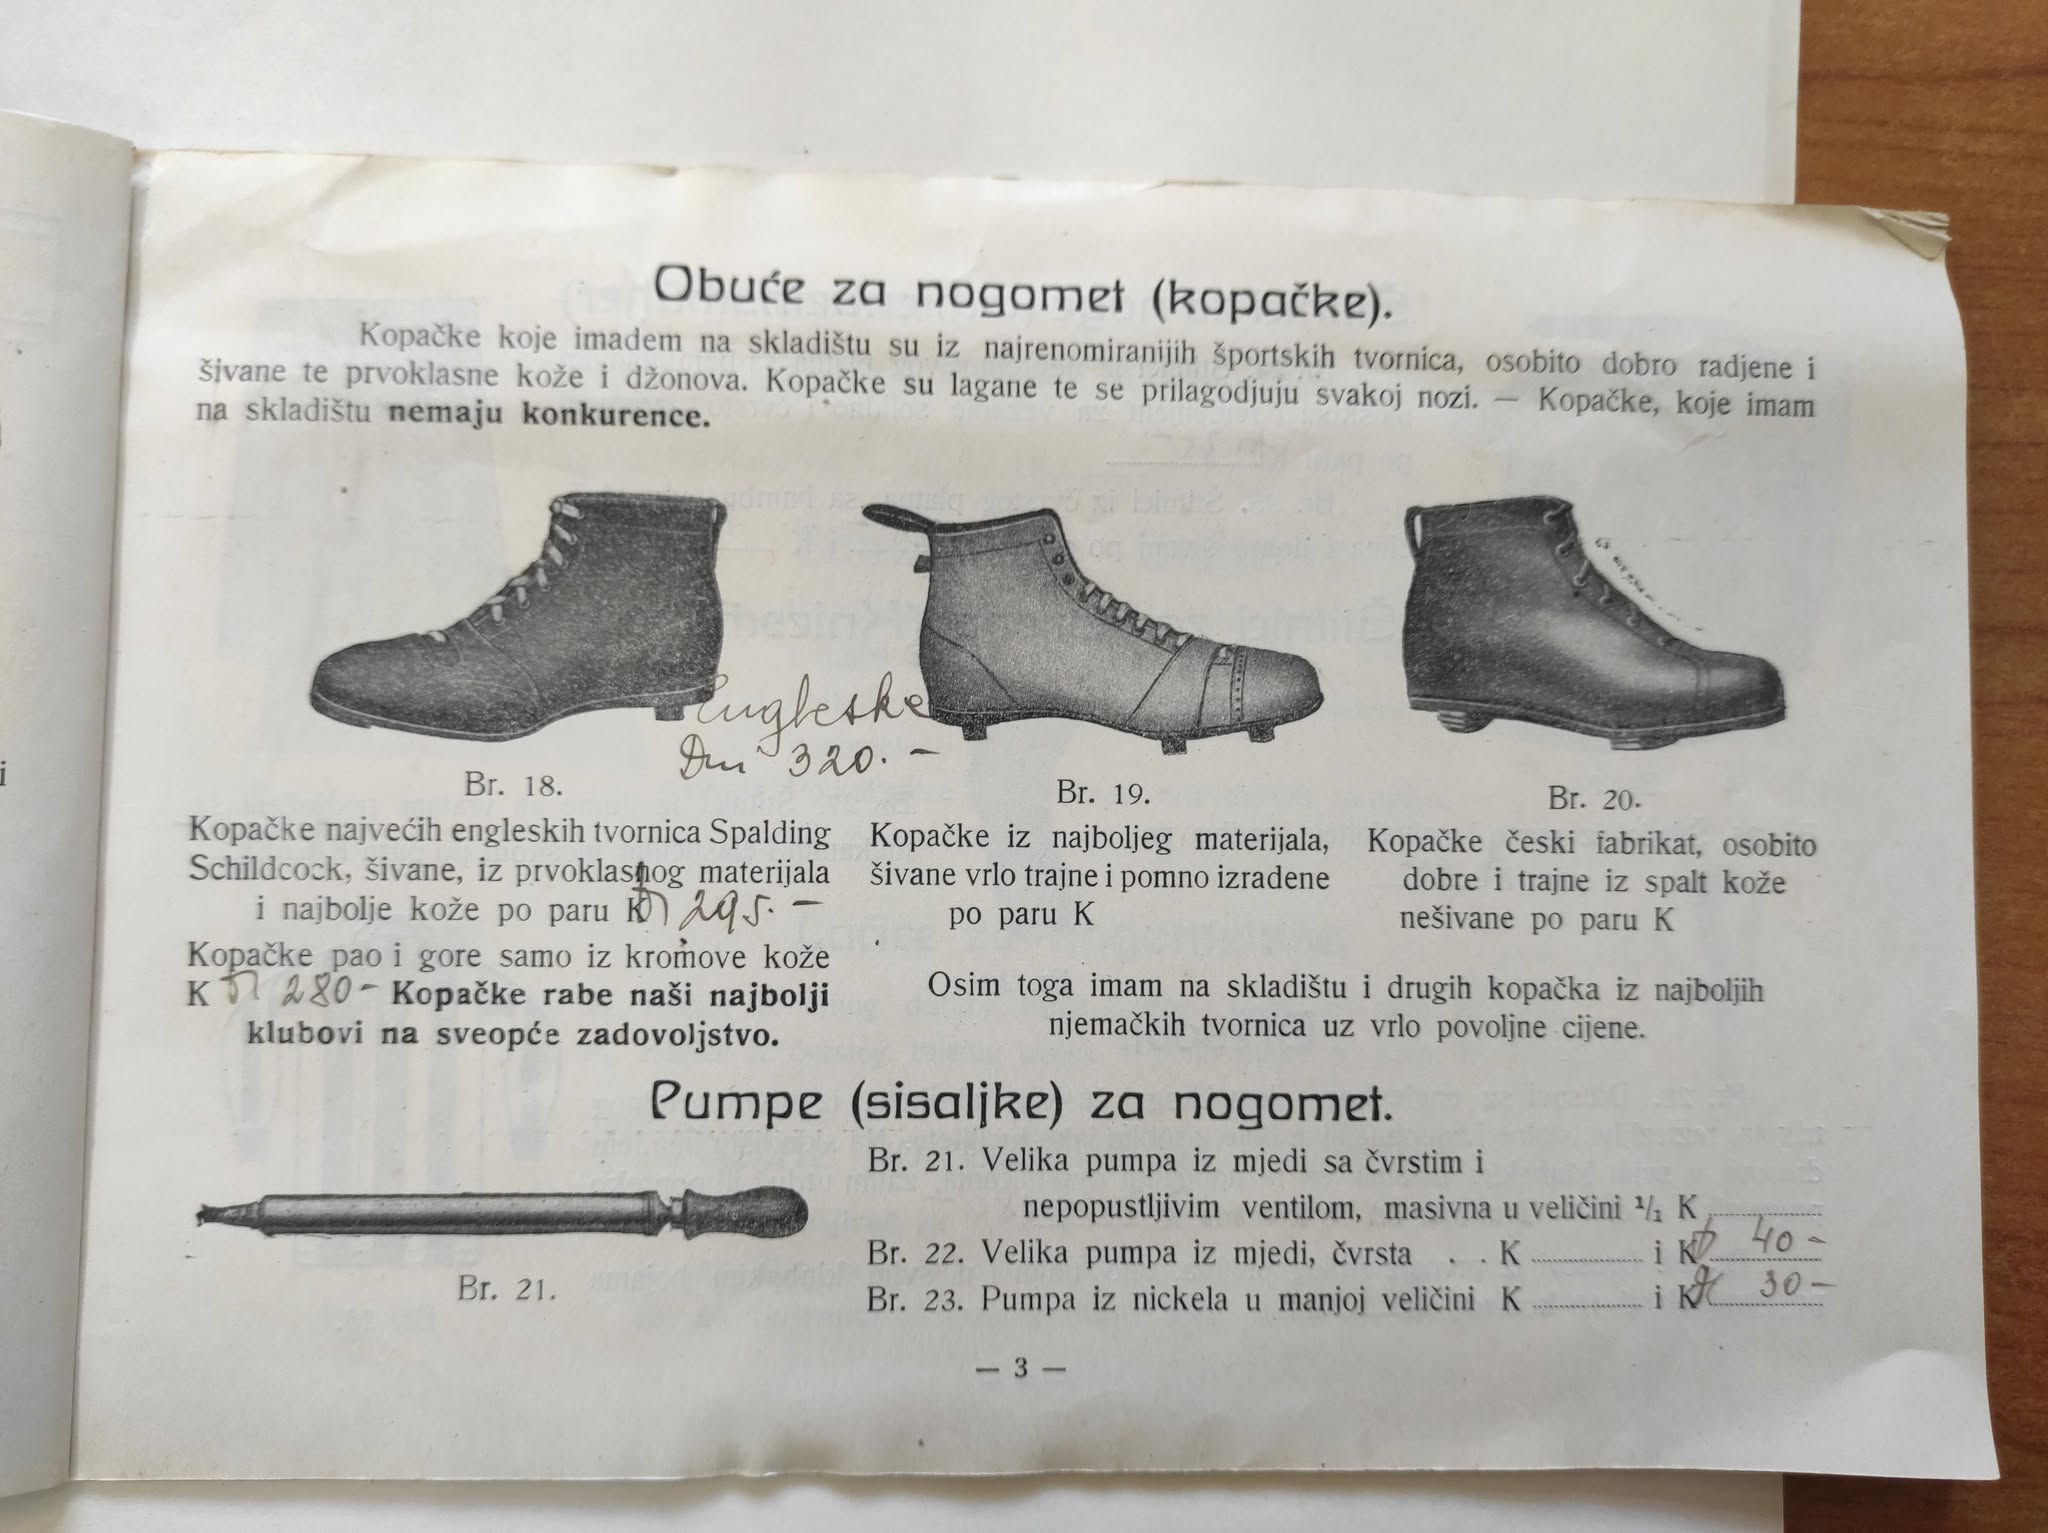 Obuće za nogomet (kopačke).
Kopačke koje imadem na skladištu su iz najrenomiranijih športskih tvornica, osobito dobro radjene i
šivane te prvoklasne kože i džonova. Kopačke su lagane te se prilagodjuju svakoj nozi. — Kopačke, koje imam
na skladištu nemaju konkurence.
Engleske
Din 320.-
Br. 18.
Kopačke najvećih engleskih tvornica Spalding
Schildcock, šivane, iz prvoklasnog materijala
i najbolje kože po paru K 295.-
Kopačke pao i gore samo iz kromove kože
K 280- Kopačke rabe naši najbolji
klubovi na sveopće zadovoljstvo.
Br. 19.
Kopačke iz najboljeg materijala,
šivane vrlo trajne i pomno izrađene
po paru K
Br. 20.
Kopačke česki fabrikat, osobito
dobre i trajne iz spalt kože
nešivane po paru K
Osim toga imam na skladištu i drugih kopačka iz najboljih
njemačkih tvornica uz vrlo povoljne cijene.
Pumpe (sisaljke) za nogomet.
Br. 21.
Br. 21. Velika pumpa iz mjedi sa čvrstim i
nepopustljivim ventilom, masivna u veličini 1/1 K
Br. 22. Velika pumpa iz mjedi, čvrsta . . K i K 40-
Br. 23. Pumpa iz nickela u manjoj veličini K i K 30-
— 3 —
i